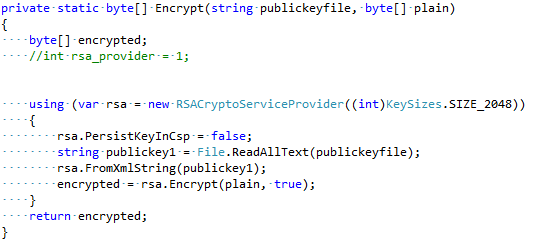 private static byte[] Encrypt(string publickeyfile, byte[] plain)
{
    byte[] encrypted;
    //int rsa_provider = 1;
    using (var rsa = new RSACryptoServiceProvider((int)KeySizes.SIZE_2048))
    {
        rsa.PersistKeyInCsp = false;
        string publickey1 = File.ReadAllText(publickeyfile);
        rsa.FromXmlString(publickey1);
        encrypted = rsa.Encrypt(plain, true);
    }
    return encrypted;
}